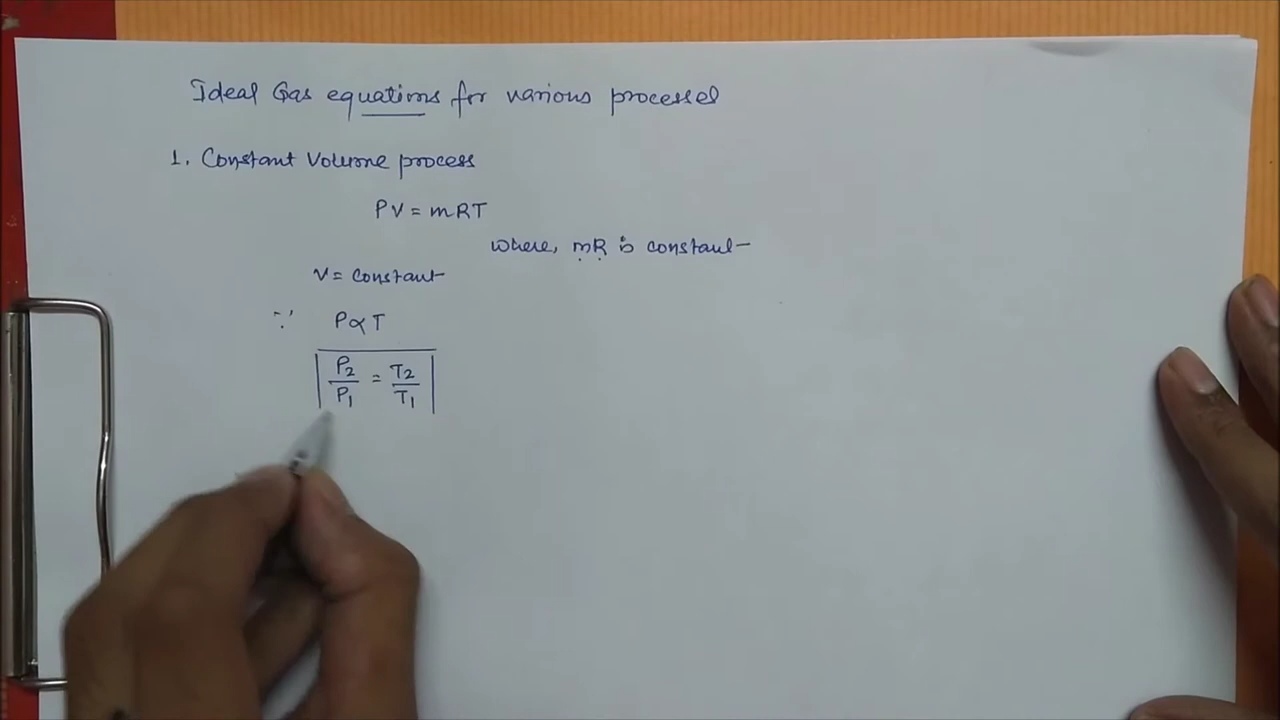 Ideal Gas equations for various processes
1. Constant Volume process
PV = mRT
where, mR is constant
V = constant
∵ P ∝ T
P₂/P₁ = T₂/T₁